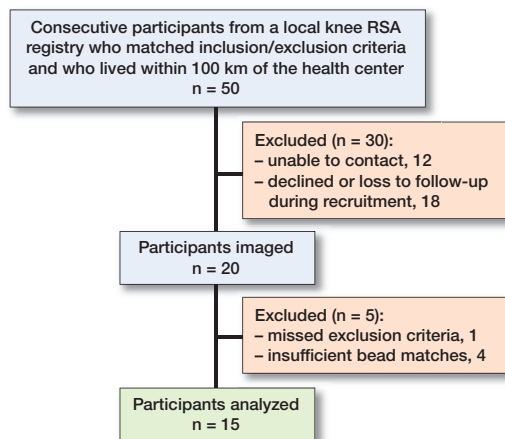 Consecutive participants from a local knee RSA
registry who matched inclusion/exclusion criteria
and who lived within 100 km of the health center
n = 50
Excluded (n = 30):
– unable to contact, 12
– declined or loss to follow-up
during recruitment, 18
Participants imaged
n = 20
Excluded (n = 5):
– missed exclusion criteria, 1
– insufficient bead matches, 4
Participants analyzed
n = 15